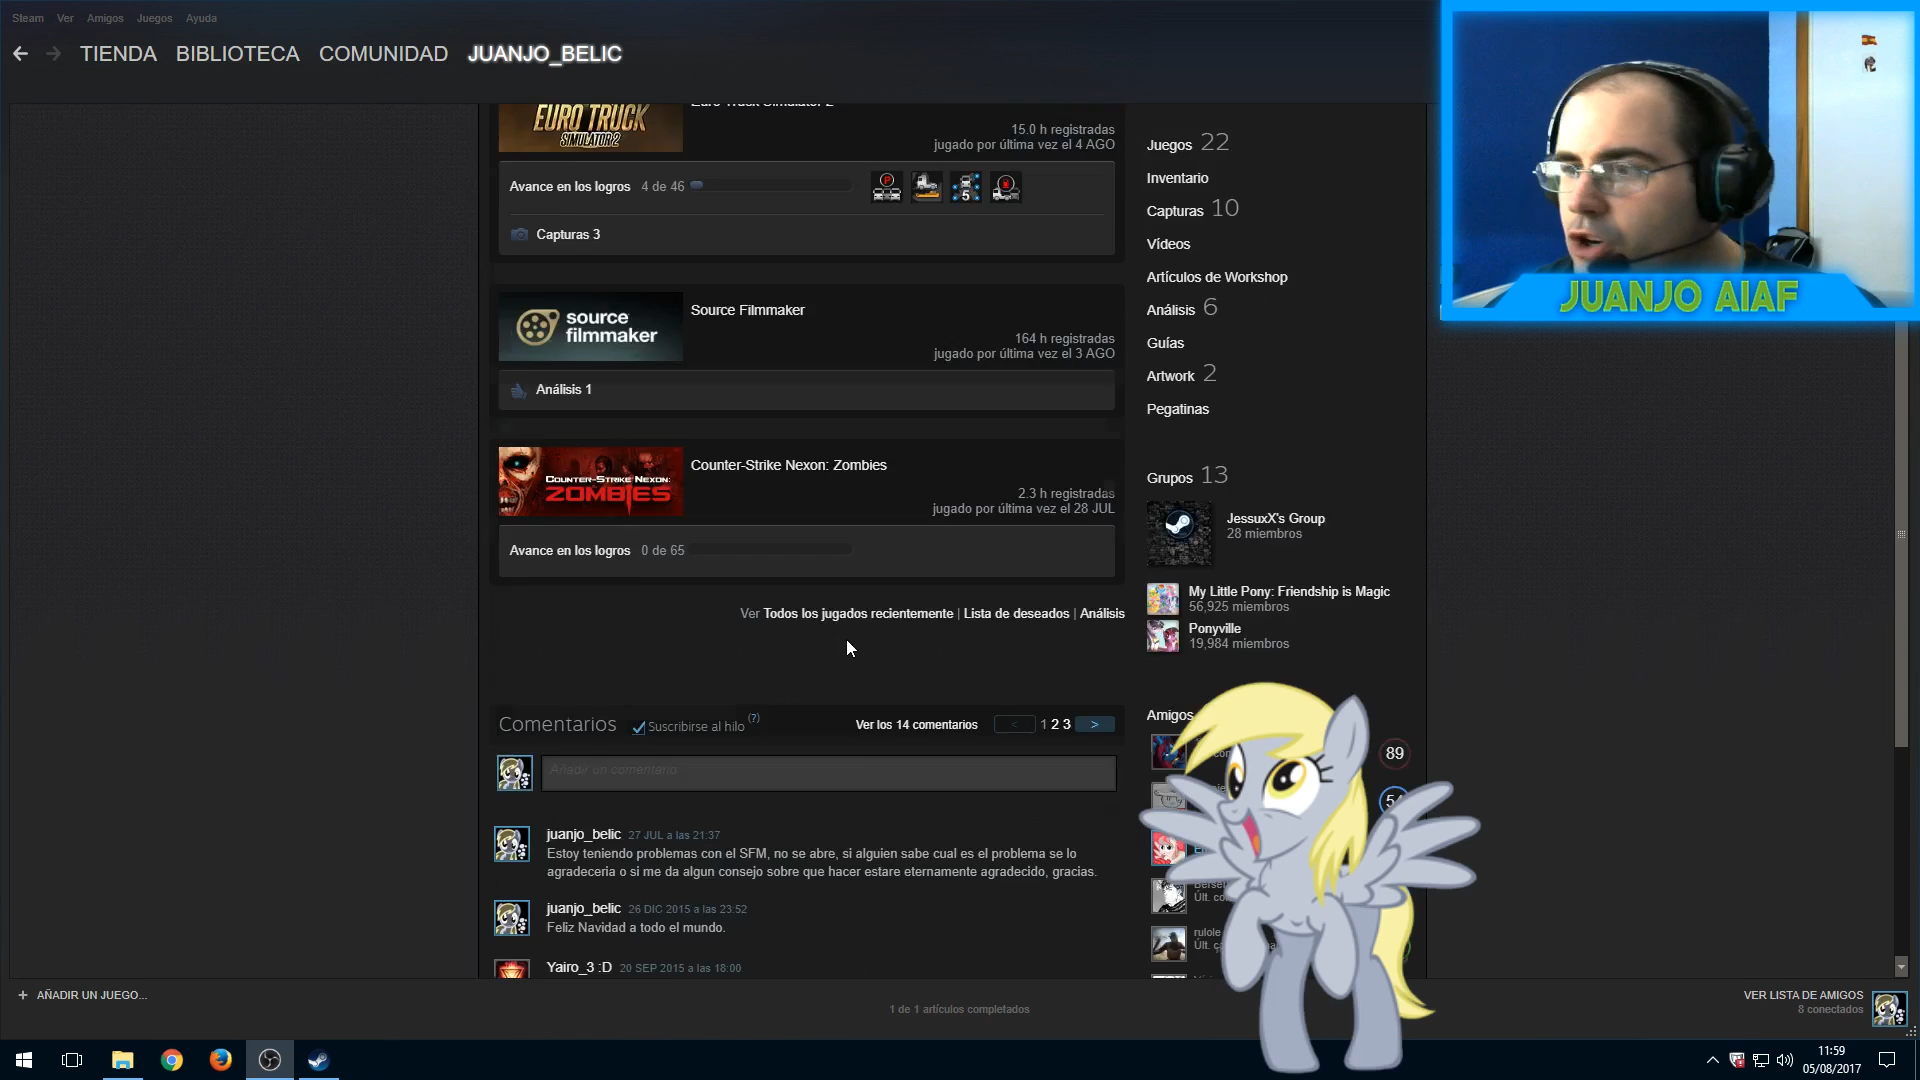 Steam Ver Amigos Juegos Ayuda
TIENDA BIBLIOTECA COMUNIDAD JUANJO_BELIC
JUANJO AIAF
EURO TRUCK
SIMULATOR 2
Euro Truck Simulator 2
15.0 h registradas
jugado por última vez el 4 AGO
Avance en los logros 4 de 46
P
5
Capturas 3
source
filmmaker
Source Filmmaker
164 h registradas
jugado por última vez el 3 AGO
Análisis 1
COUNTER-STRIKE NEXON:
ZOMBIES
Counter-Strike Nexon: Zombies
2.3 h registradas
jugado por última vez el 28 JUL
Avance en los logros 0 de 65
Ver Todos los jugados recientemente | Lista de deseados | Análisis
Comentarios Suscribirse al hilo (?) Ver los 14 comentarios < 1 2 3 >
Añadir un comentario
juanjo_belic 27 JUL a las 21:37
Estoy teniendo problemas con el SFM, no se abre, si alguien sabe cual es el problema se lo
agradeceria o si me da algun consejo sobre que hacer estare eternamente agradecido, gracias.
juanjo_belic 26 DIC 2015 a las 23:52
Feliz Navidad a todo el mundo.
Yairo_3 :D 20 SEP 2015 a las 18:00
Juegos 22
Inventario
Capturas 10
Vídeos
Artículos de Workshop
Análisis 6
Guías
Artwork 2
Pegatinas
Grupos 13
JessuxX's Group
28 miembros
My Little Pony: Friendship is Magic
56,925 miembros
Ponyville
19,984 miembros
Amigos
89
54
rulole
Últ.
+ AÑADIR UN JUEGO...
1 de 1 artículos completados
VER LISTA DE AMIGOS
8 conectados
11:59
05/08/2017